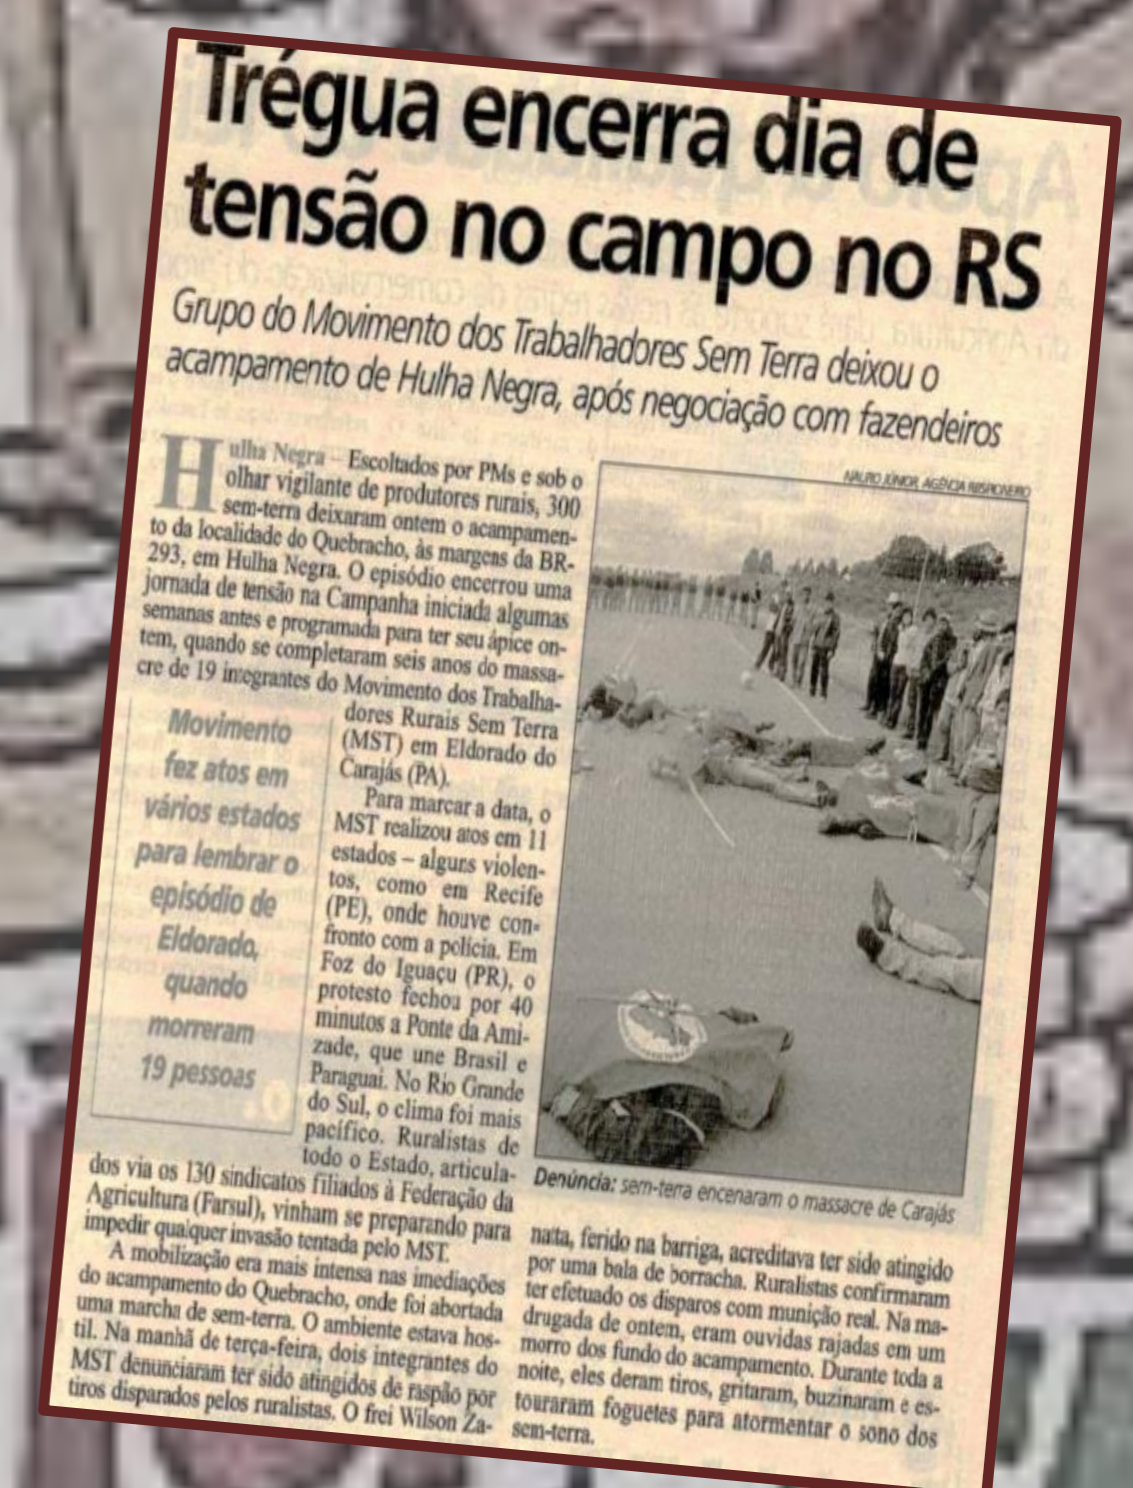 Trégua encerra dia de
tensão no campo no RS
Grupo do Movimento dos Trabalhadores Sem Terra deixou o
acampamento de Hulha Negra, após negociação com fazendeiros
Hulha Negra – Escoltados por PMs e sob o
olhar vigilante de produtores rurais, 300
sem-terra deixaram ontem o acampamen-
to da localidade do Quebracho, às margens da BR-
293, em Hulha Negra. O episódio encerrou uma
jornada de tensão na Campanha iniciada algumas
semanas antes e programada para ter seu ápice on-
tem, quando se completaram seis anos do massa-
cre de 19 integrantes do Movimento dos Trabalha-
dores Rurais Sem Terra
(MST) em Eldorado do
Carajás (PA).
Para marcar a data, o
MST realizou atos em 11
estados – alguns violen-
tos, como em Recife
(PE), onde houve con-
fronto com a polícia. Em
Foz do Iguaçu (PR), o
protesto fechou por 40
minutos a Ponte da Ami-
zade, que une Brasil e
Paraguai. No Rio Grande
do Sul, o clima foi mais
pacífico. Ruralistas de
todo o Estado, articula-
dos via os 130 sindicatos filiados à Federação da
Agricultura (Farsul), vinham se preparando para
impedir qualquer invasão tentada pelo MST.
A mobilização era mais intensa nas imediações
do acampamento do Quebracho, onde foi abortada
uma marcha de sem-terra. O ambiente estava hos-
til. Na manhã de terça-feira, dois integrantes do
MST denunciaram ter sido atingidos de raspão por
tiros disparados pelos ruralistas. O frei Wilson Za-
Movimento
fez atos em
vários estados
para lembrar o
episódio de
Eldorado,
quando
morreram
19 pessoas
NAURO JÚNIOR, AGÊNCIA
Denúncia: sem-terra encenaram o massacre de Carajás
natta, ferido na barriga, acreditava ter sido atingido
por uma bala de borracha. Ruralistas confirmaram
ter efetuado os disparos com munição real. Na ma-
drugada de ontem, eram ouvidas rajadas em um
morro dos fundo do acampamento. Durante toda a
noite, eles deram tiros, gritaram, buzinaram e es-
touraram foguetes para atormentar o sono dos
sem-terra.